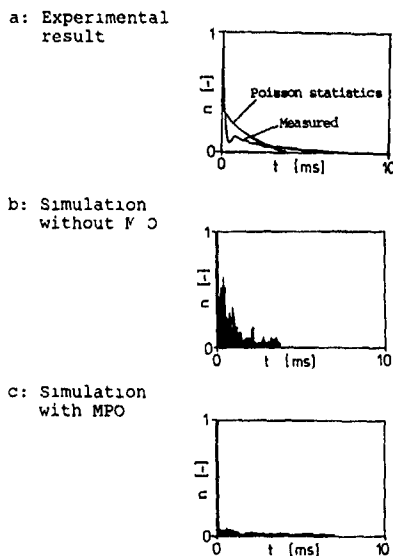 a: Experimental
result
1
n [-]
Poisson statistics
Measured
0
0
t [ms]
10
b: Simulation
without
1
n [-]
0
0
t [ms]
10
c: Simulation
with MPO
1
n [-]
0
0
t [ms]
10